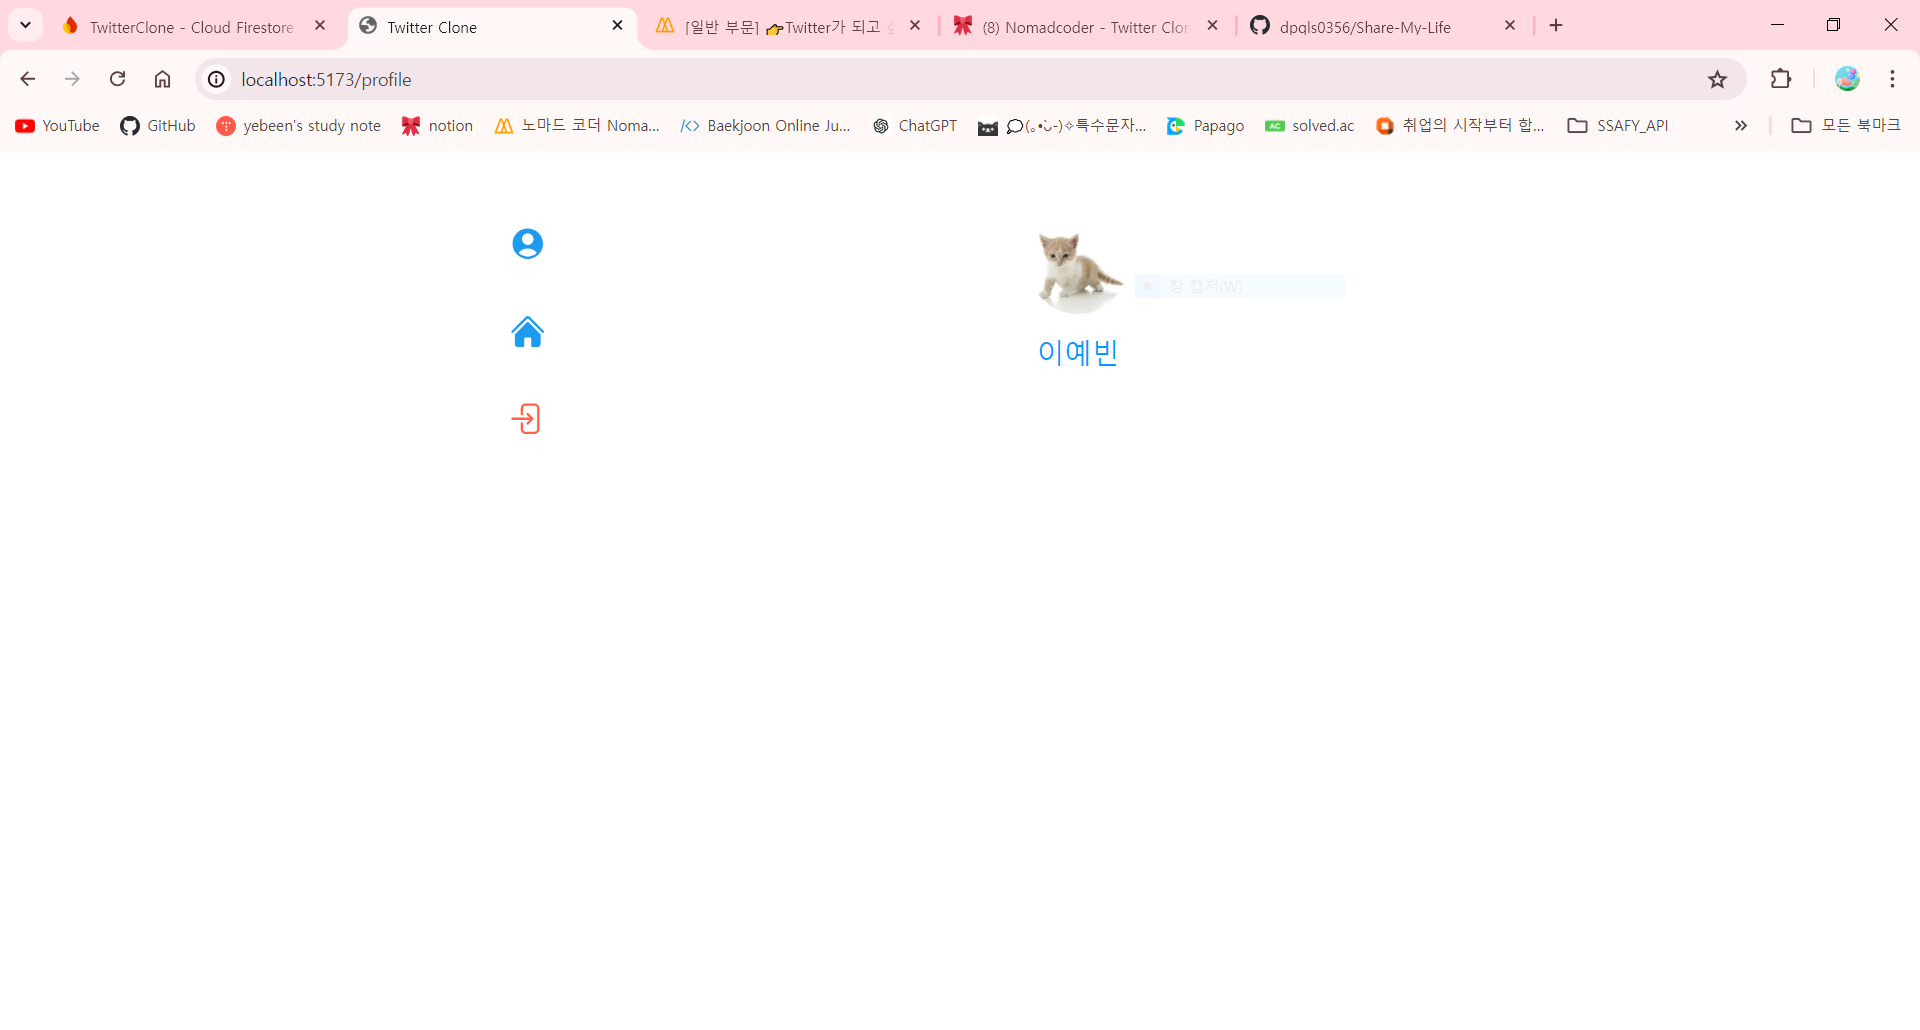 TwitterClone - Cloud Firestore
Twitter Clone
[일반 부문] 👉Twitter가 되고
(8) Nomadcoder - Twitter Clon
dpqls0356/Share-My-Life
localhost:5173/profile
YouTube
GitHub
yebeen's study note
notion
노마드 코더 Noma...
Baekjoon Online Ju...
ChatGPT
💭(｡•̀ᴗ-)✧특수문자...
Papago
solved.ac
취업의 시작부터 합...
SSAFY_API
모든 북마크
창 캡처(W)
이예빈